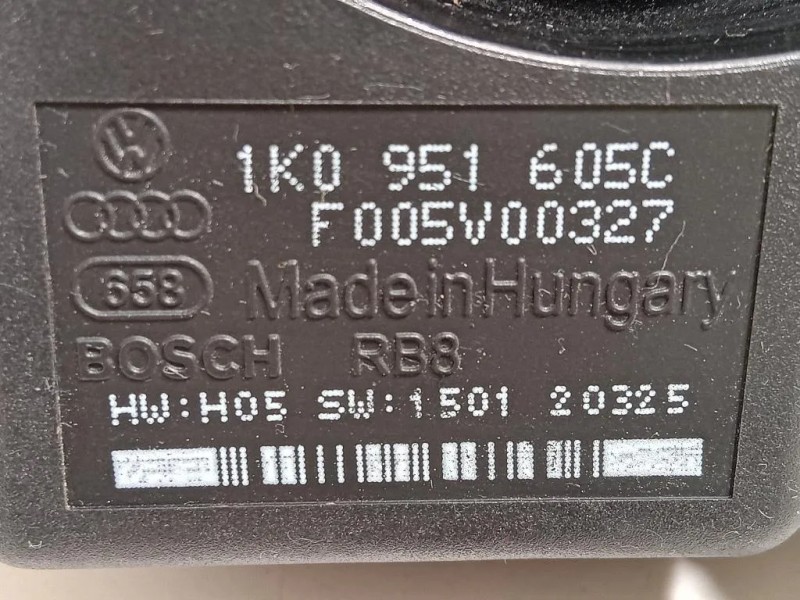 1K0 951 605C
F005V00327
658 Made in Hungary
BOSCH RB8
HW:H05 SW:1501 20325